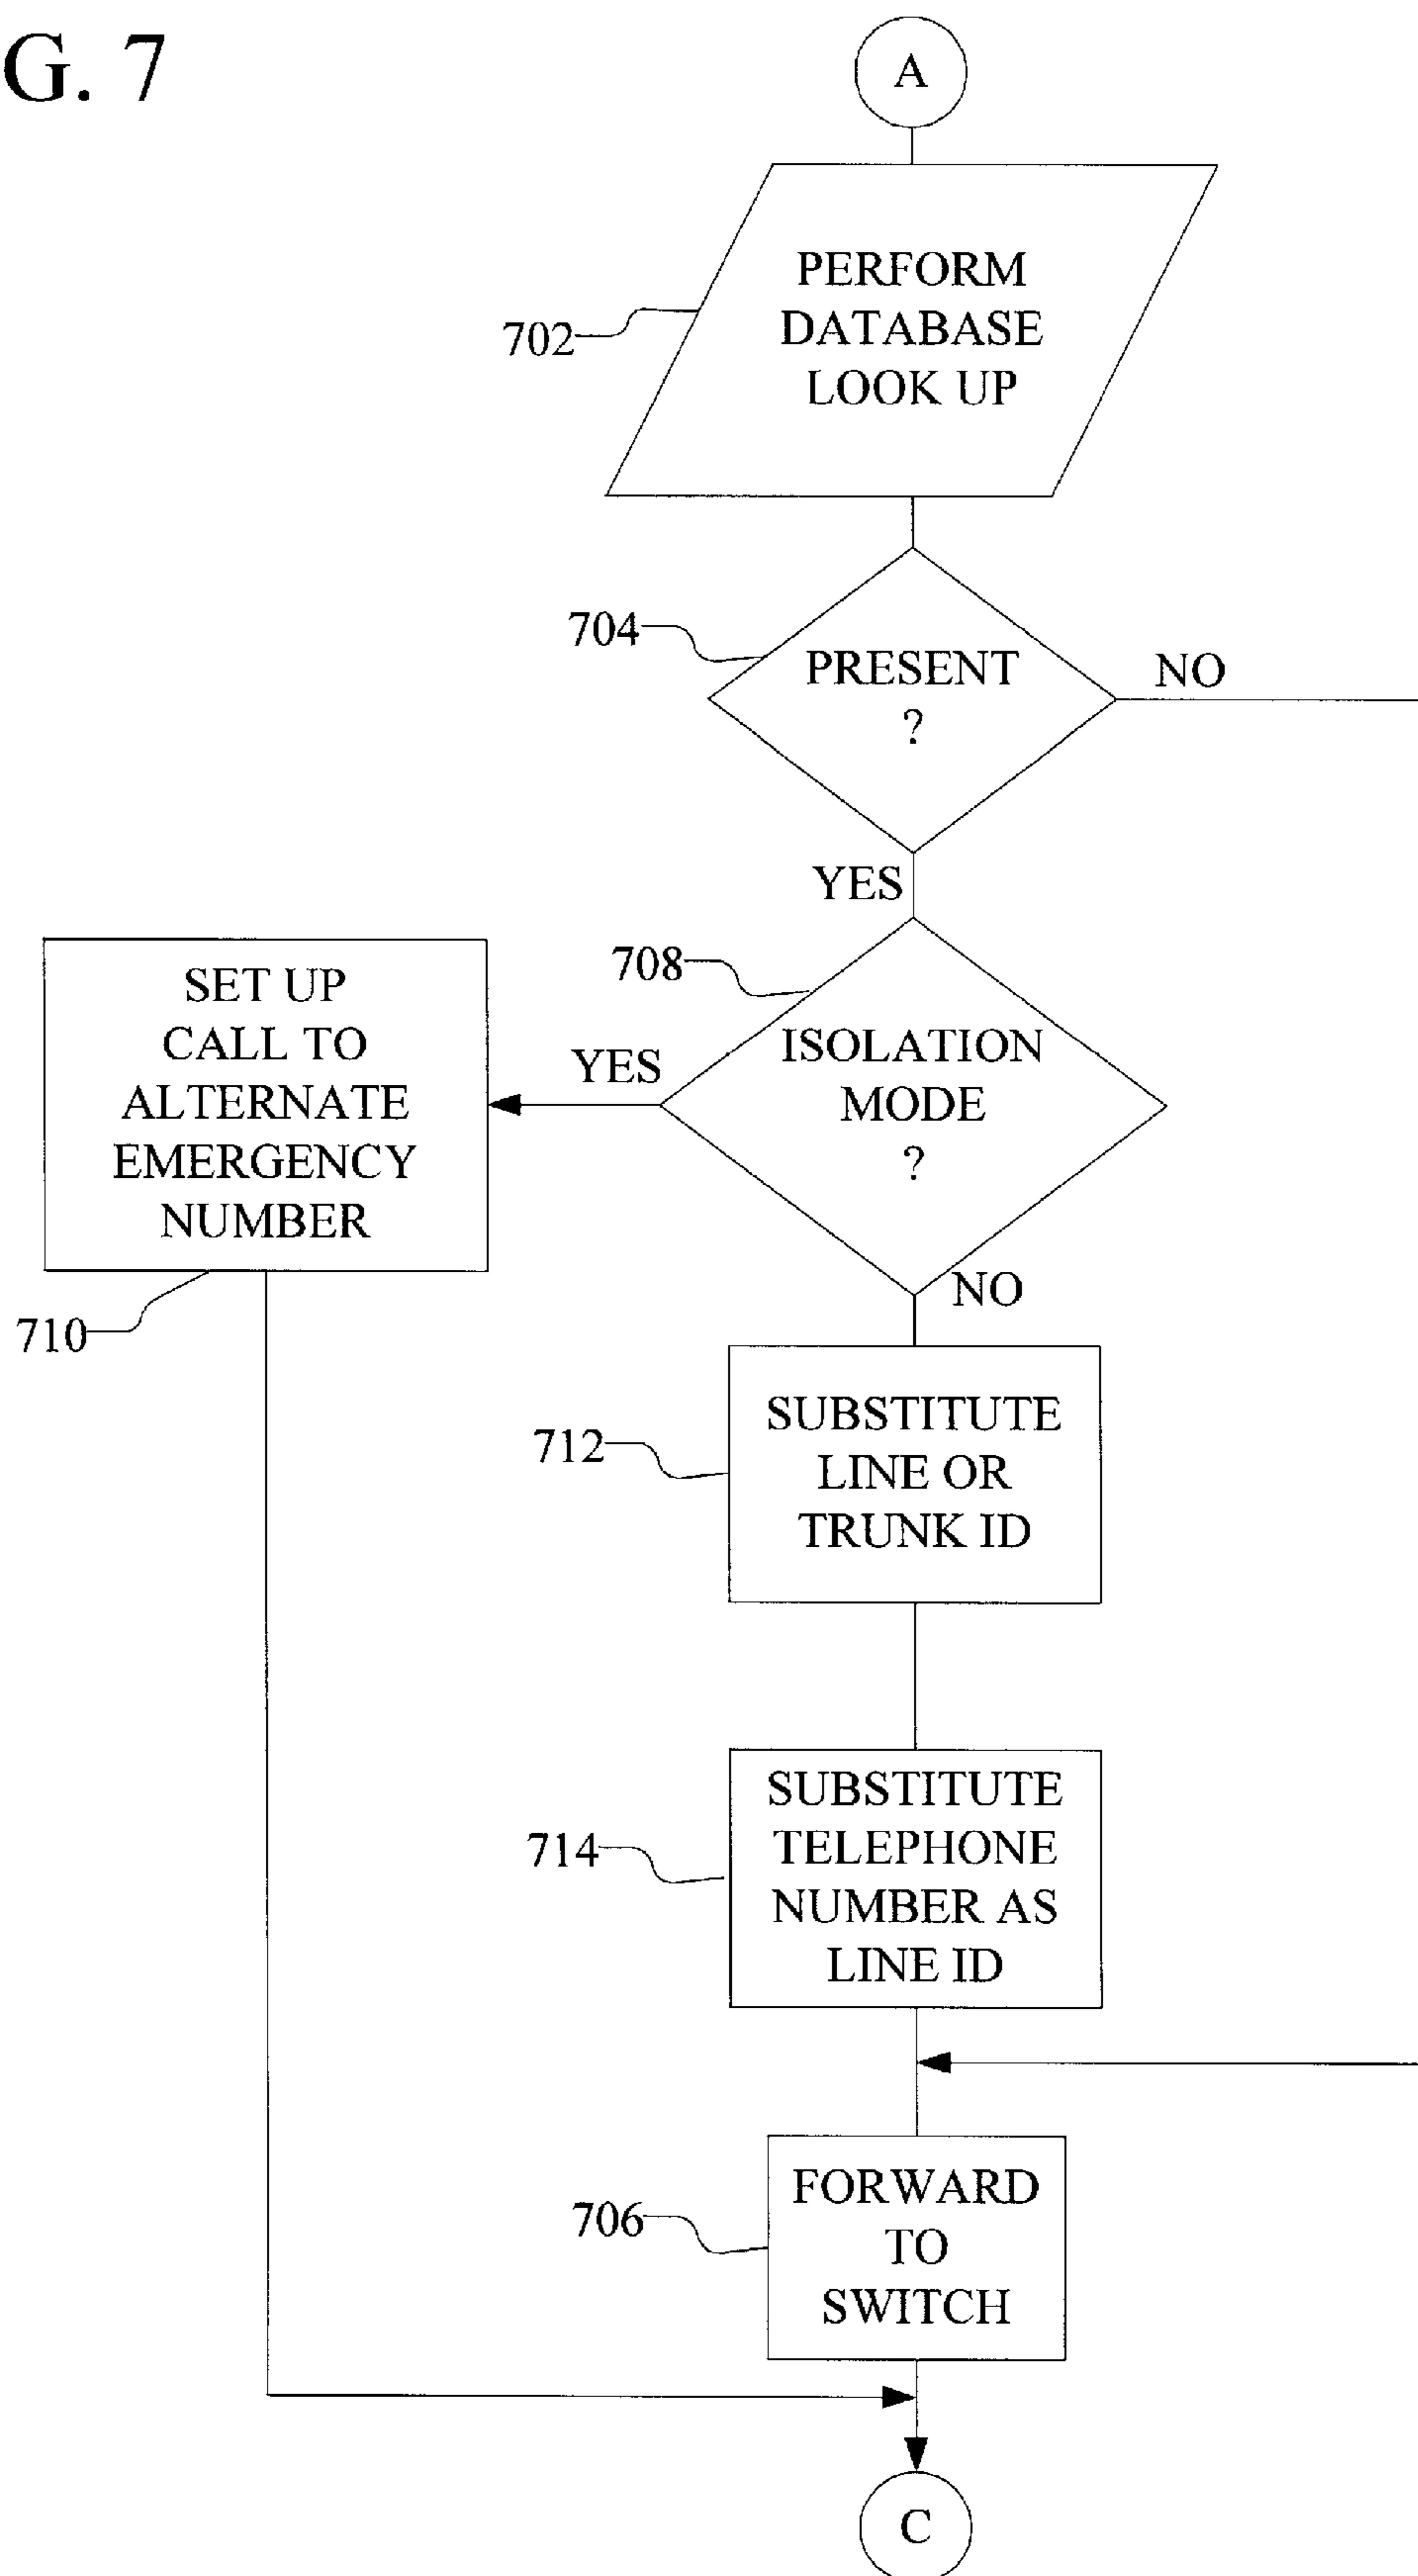 G. 7
A
PERFORM
DATABASE
LOOK UP
702
704
PRESENT
?
NO
YES
708
ISOLATION
MODE
?
YES
SET UP
CALL TO
ALTERNATE
EMERGENCY
NUMBER
710
NO
SUBSTITUTE
LINE OR
TRUNK ID
712
SUBSTITUTE
TELEPHONE
NUMBER AS
LINE ID
714
FORWARD
TO
SWITCH
706
C